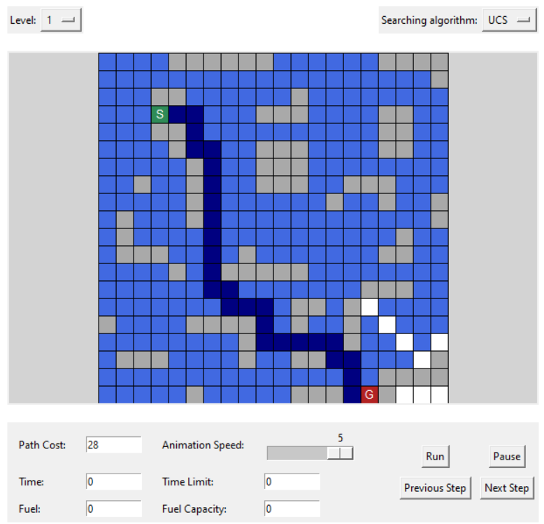 Level: 1 Searching algorithm: UCS
S
G
5
Path Cost: 28 Animation Speed: Run Pause
Time: 0 Time Limit: 0 Previous Step Next Step
Fuel: 0 Fuel Capacity: 0